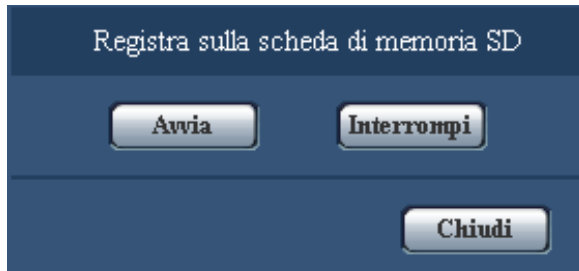 Registra sulla scheda di memoria SD
Avvia Interrompi
Chiudi